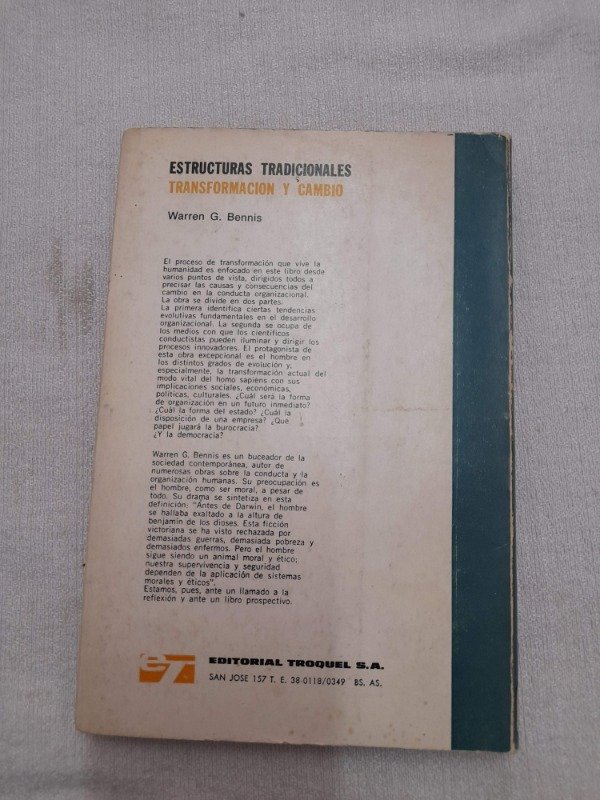 ESTRUCTURAS TRADICIONALES
TRANSFORMACION Y CAMBIO
Warren G. Bennis
El proceso de transformación que vive la
humanidad es enfocado en este libro desde
varios puntos de vista, dirigidos todos a
precisar las causas y consecuencias del
cambio en la conducta organizacional.
La obra se divide en dos partes.
La primera identifica ciertas tendencias
evolutivas fundamentales en el desarrollo
organizacional. La segunda se ocupa de
los medios con que los científicos
conductistas pueden iluminar y dirigir los
procesos innovadores. El protagonista de
esta obra excepcional es el hombre en
los distintos grados de evolución y,
especialmente, la transformación actual del
modo vital del homo sapiens con sus
implicaciones sociales, económicas,
políticas, culturales. ¿Cuál será la forma
de organización en un futuro inmediato?
¿Cuál la forma del estado? ¿Cuál la
disposición de una empresa? ¿Qué
papel jugará la burocracia?
¿Y la democracia?
Warren G. Bennis es un buceador de la
sociedad contemporánea, autor de
numerosas obras sobre la conducta y la
organización humanas. Su preocupación es
el hombre, como ser moral, a pesar de
todo. Su drama se sintetiza en esta
definición: "Antes de Darwin, el hombre
se hallaba exaltado a la altura de
benjamín de los dioses. Esta ficción
victoriana se ha visto rechazada por
demasiadas guerras, demasiada pobreza y
demasiados enfermos. Pero el hombre
sigue siendo un animal moral y ético;
nuestra supervivencia y seguridad
dependen de la aplicación de sistemas
morales y éticos".
Estamos, pues, ante un llamado a la
reflexión y ante un libro prospectivo.
eT EDITORIAL TROQUEL S.A.
SAN JOSE 157 T. E. 38-0118/0349 BS. AS.